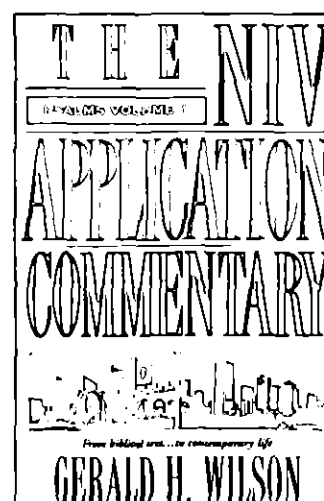 THE NIV
PSALMS VOLUME 1
APPLICATION
COMMENTARY
From biblical text...to contemporary life
GERALD H. WILSON